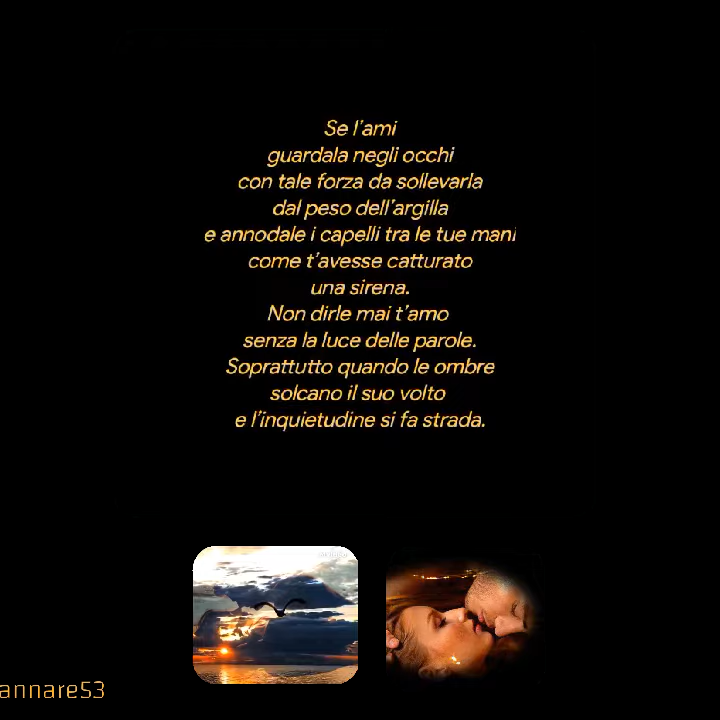 Se l'ami
guardala negli occhi
con tale forza da sollevarla
dal peso dell'argilla
e annodale i capelli tra le tue mani
come t'avesse catturato
una sirena.
Non dirle mai t'amo
senza la luce delle parole.
Soprattutto quando le ombre
solcano il suo volto
e l'inquietudine si fa strada.
annare53